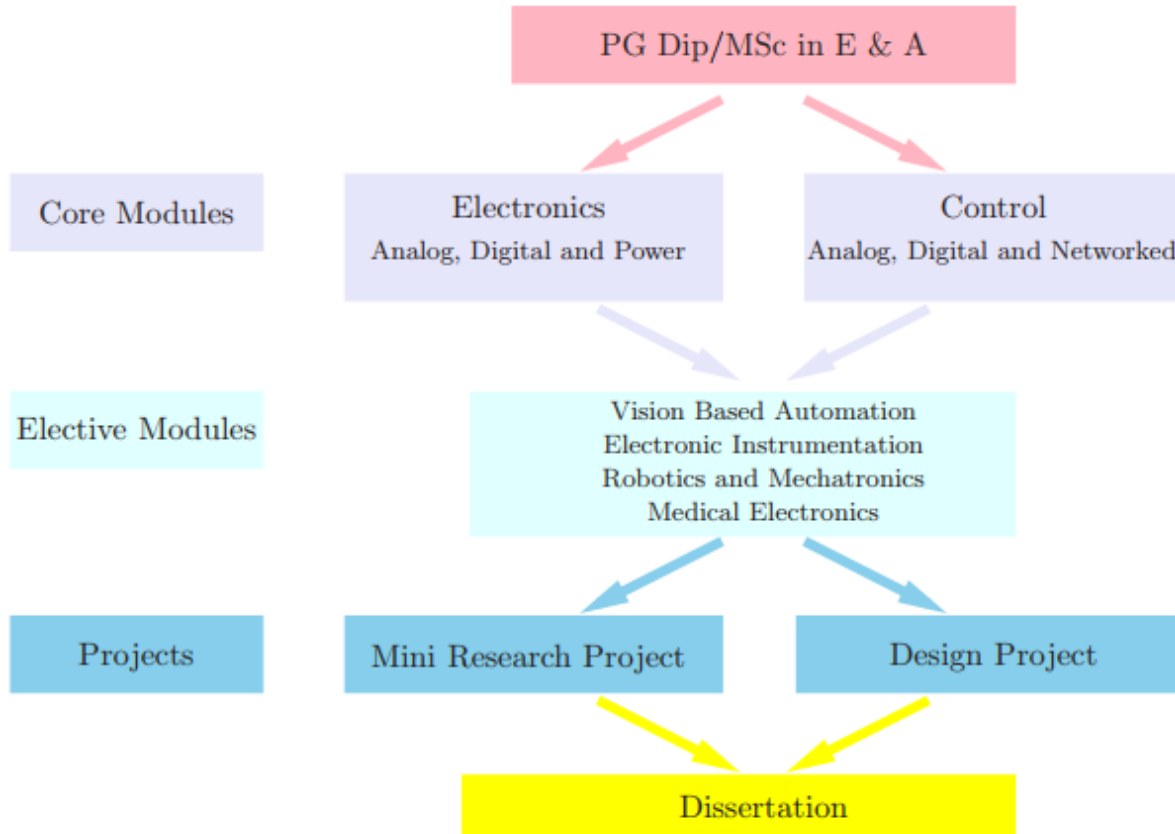 PG Dip/MSc in E & A
Core Modules
Electronics
Analog, Digital and Power
Control
Analog, Digital and Networked
Elective Modules
Vision Based Automation
Electronic Instrumentation
Robotics and Mechatronics
Medical Electronics
Projects
Mini Research Project
Design Project
Dissertation